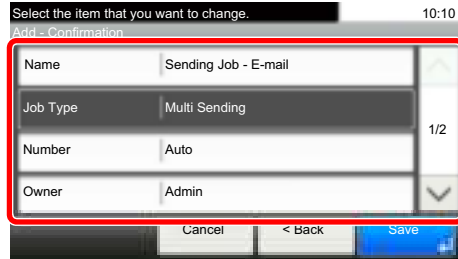 Select the item that you want to change. 10:10
Add - Confirmation
Name Sending Job - E-mail
Job Type Multi Sending
1/2
Number Auto
Owner Admin
Cancel < Back Save